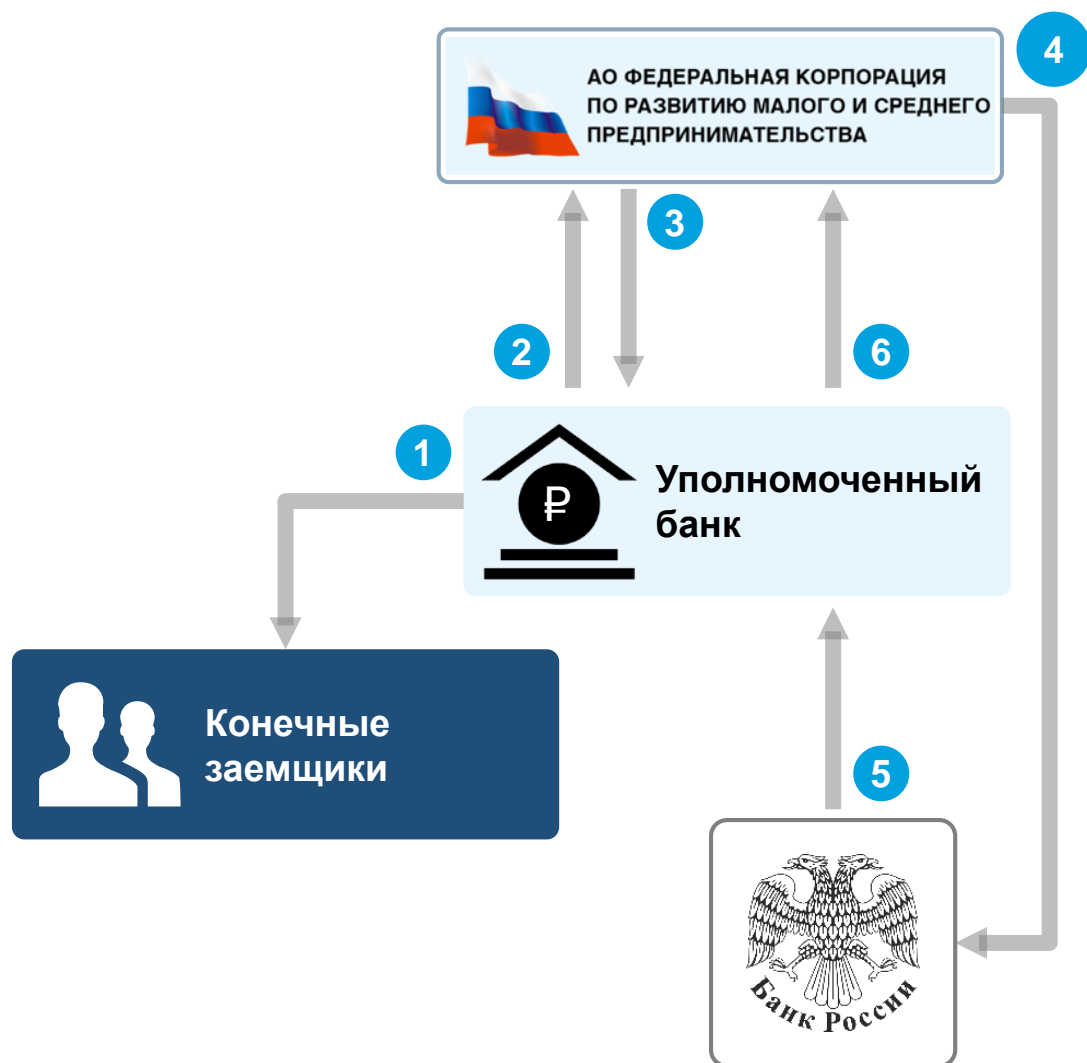 4
АО ФЕДЕРАЛЬНАЯ КОРПОРАЦИЯ
ПО РАЗВИТИЮ МАЛОГО И СРЕДНЕГО
ПРЕДПРИНИМАТЕЛЬСТВА
3
2
6
1
₽
Уполномоченный
банк
Конечные
заемщики
5
Банк России